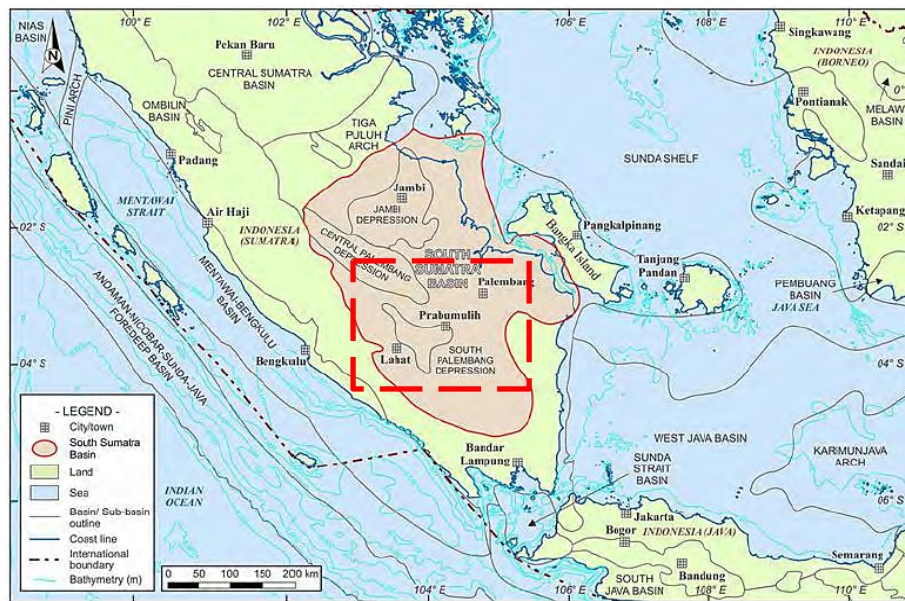 100° E
102° E
106° E
108° E
110° E
NIAS
BASIN
N
Pekan Baru
Singkawang
INDONESIA
(BORNEO)
PINI ARCH
CENTRAL SUMATRA
BASIN
0°
OMBILIN
BASIN
Pontianak
MELAW
BASIN
TIGA
PULUH
ARCH
SUNDA SHELF
Padang
Sandai
MENTAWAI
STRAIT
Jambi
JAMBI
DEPRESSION
Air Haji
Ketapang
02° S
02° S
INDONESIA
(SUMATRA)
Bangka Island
Pangkalpinang
CENTRAL PALEMBANG
DEPRESSION
SOUTH
SUMATRA
BASIN
Tanjung
Pandan
MENTAWAI-BENGKULU
BASIN
Palembang
PEMBUANG
BASIN
JAVA SEA
ANDAMAN-NICOBAR-SUNDA-JAVA
FOREDEEP BASIN
Prabumulih
Bengkulu
Lahat
SOUTH
PALEMBANG
DEPRESSION
04° S
04° S
- LEGEND -
City/town
South Sumatra
Basin
Land
Sea
Basin/ Sub-basin
outline
Coast line
International
boundary
Bathymetry (m)
Bandar
Lampung
WEST JAVA BASIN
SUNDA
STRAIT
BASIN
KARIMUNJAVA
ARCH
INDIAN
OCEAN
06° S
Jakarta
Bogor
INDONESIA (JAVA)
Semarang
Bandung
SOUTH
JAVA BASIN
0 50 100 150 200 km
104° E
106° E
108° E
110° E